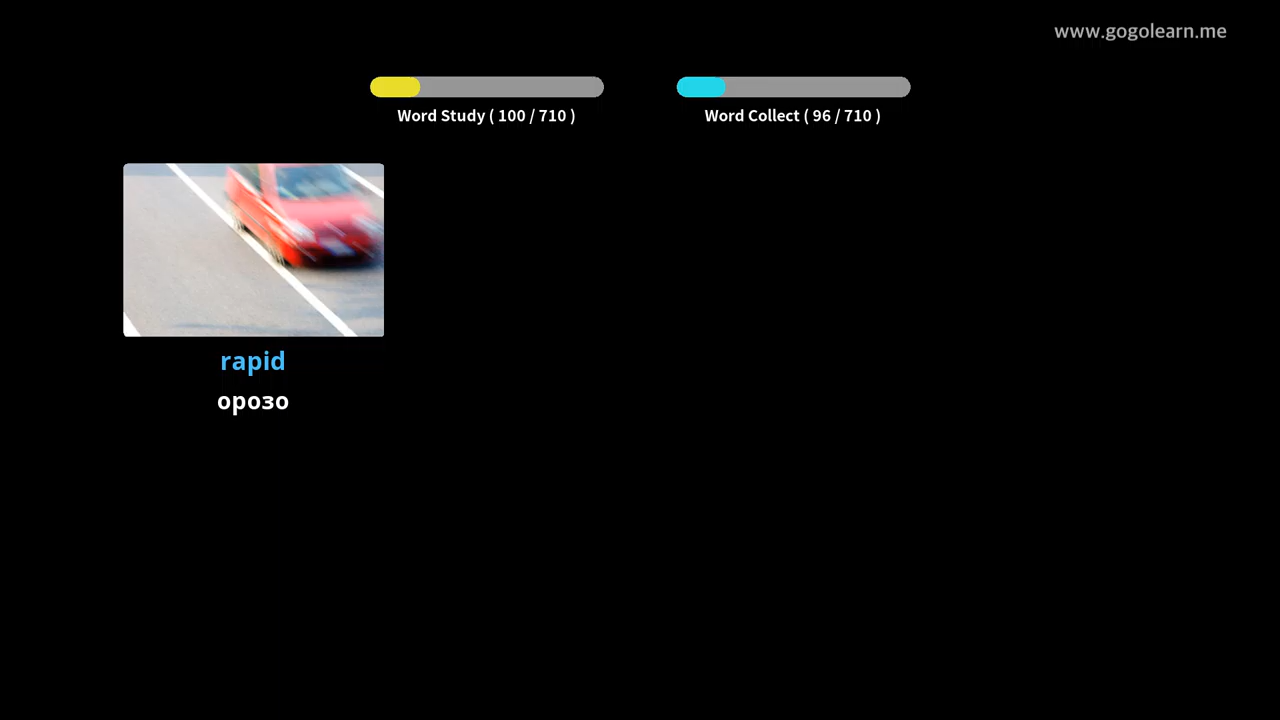 www.gogolearn.me
Word Study ( 100 / 710 )
Word Collect ( 96 / 710 )
rapid
орозо